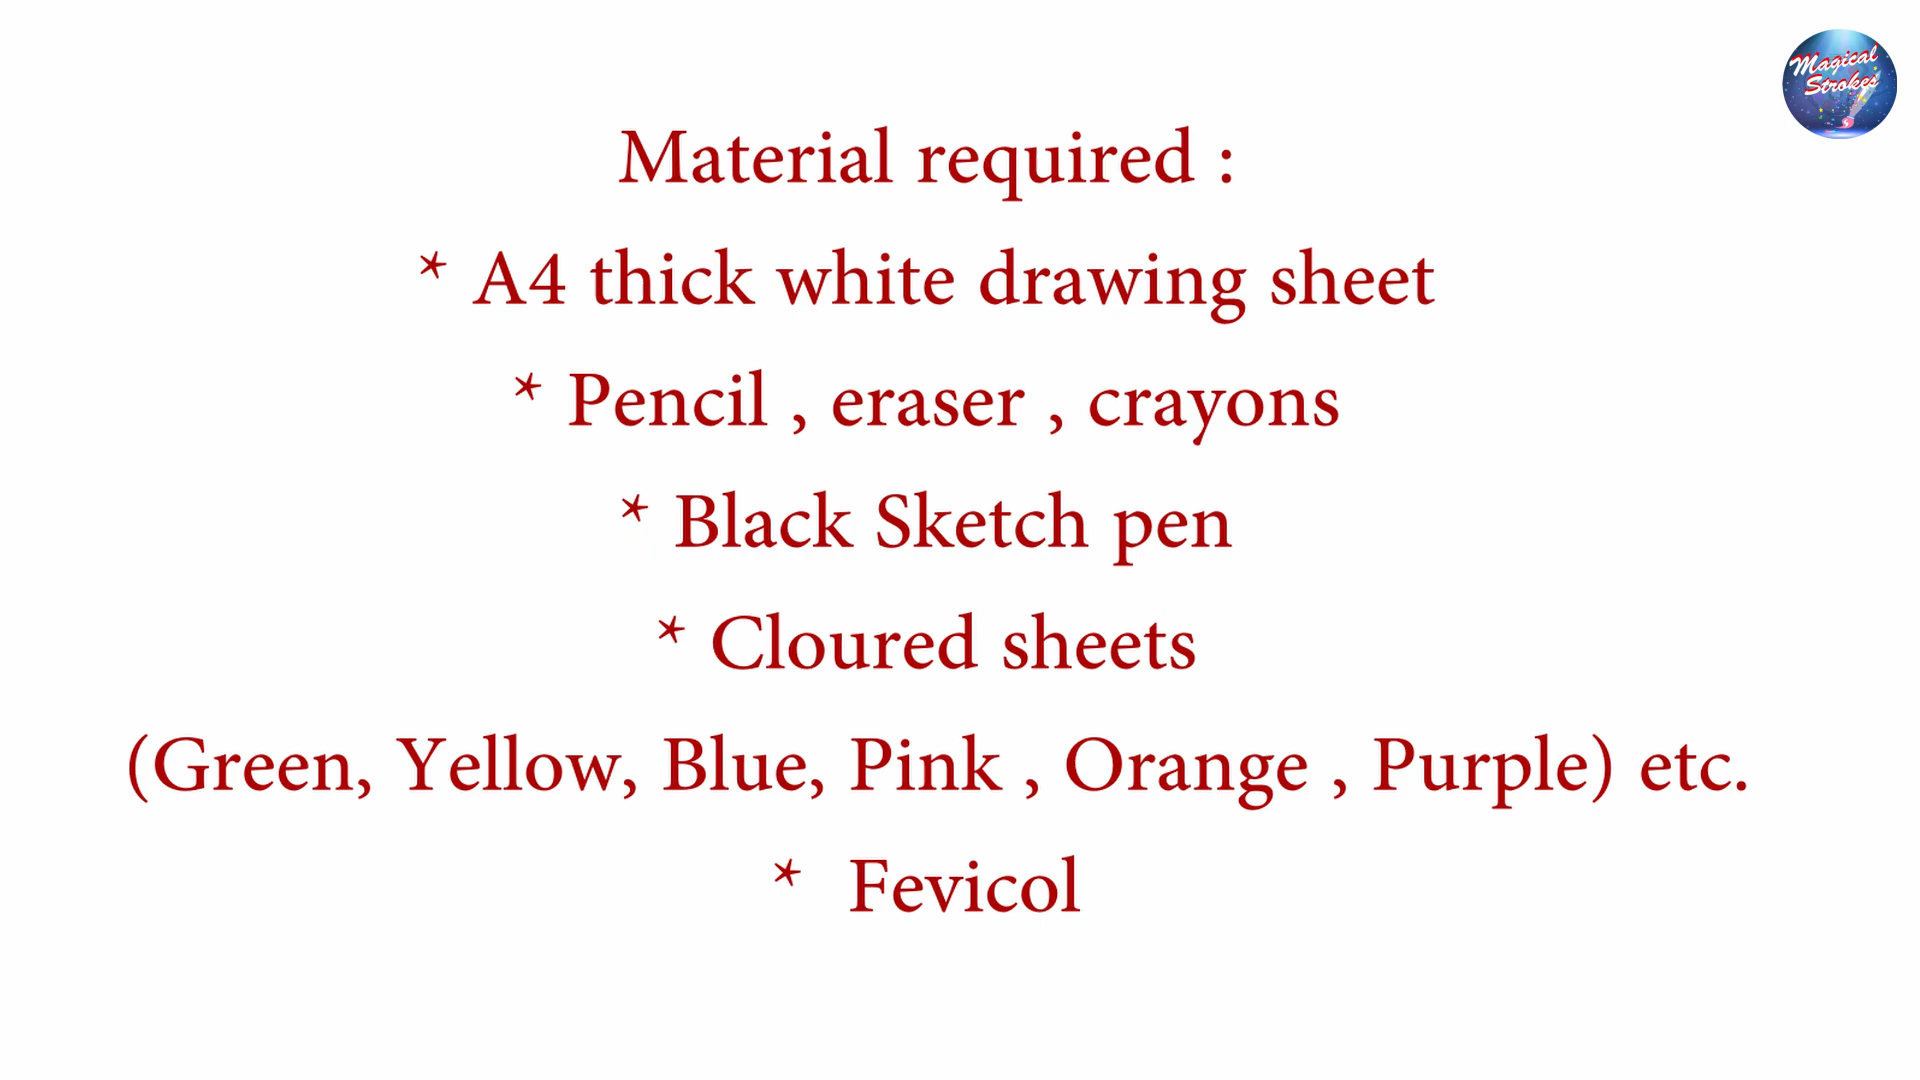 Magical
Strokes
Material required :
* A4 thick white drawing sheet
* Pencil , eraser , crayons
* Black Sketch pen
* Cloured sheets
(Green, Yellow, Blue, Pink , Orange , Purple) etc.
* Fevicol